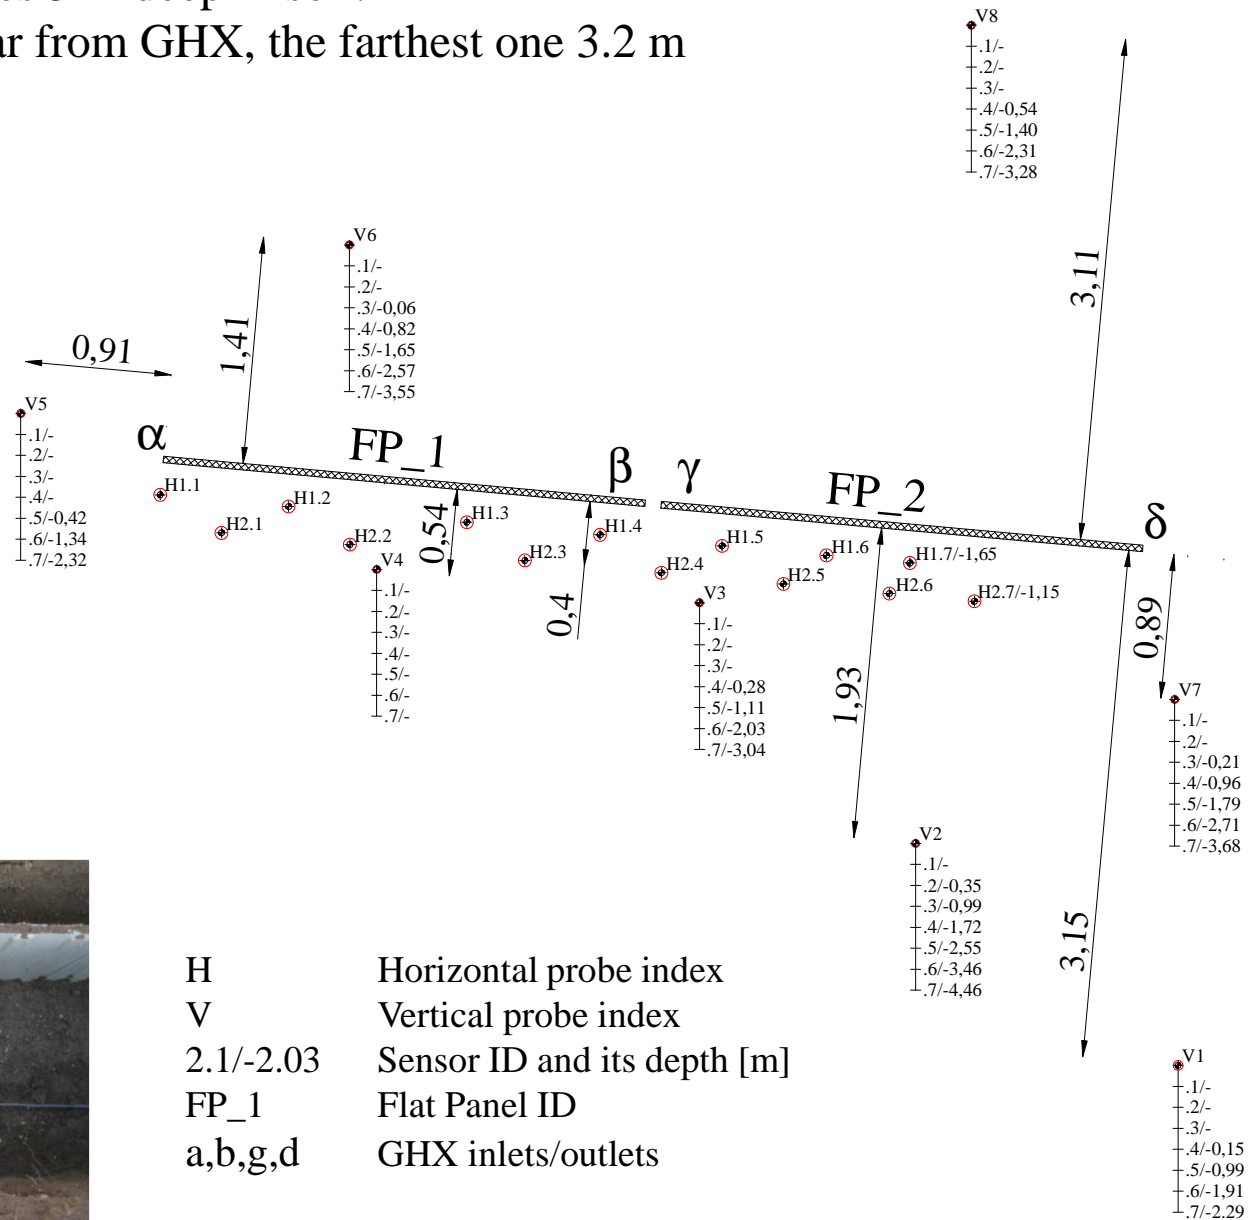 ar from GHX, the farthest one 3.2 m
V8
.1/-
.2/-
.3/-
.4/-0,54
.5/-1,40
.6/-2,31
.7/-3,28
3,11
V6
.1/-
.2/-
.3/-0,06
.4/-0,82
.5/-1,65
.6/-2,57
.7/-3,55
1,41
0,91
V5
.1/-
.2/-
.3/-
.4/-
.5/-0,42
.6/-1,34
.7/-2,32
α
FP_1
β
γ
FP_2
δ
H1.1
H1.2
H1.3
H1.4
H1.5
H1.6
H1.7/-1,65
H2.1
H2.2
H2.3
H2.4
H2.5
H2.6
H2.7/-1,15
0,54
0,4
V4
.1/-
.2/-
.3/-
.4/-
.5/-
.6/-
.7/-
V3
.1/-
.2/-
.3/-
.4/-0,28
.5/-1,11
.6/-2,03
.7/-3,04
1,93
0,89
V7
.1/-
.2/-
.3/-0,21
.4/-0,96
.5/-1,79
.6/-2,71
.7/-3,68
V2
.1/-
.2/-0,35
.3/-0,99
.4/-1,72
.5/-2,55
.6/-3,46
.7/-4,46
3,15
V1
.1/-
.2/-
.3/-
.4/-0,15
.5/-0,99
.6/-1,91
.7/-2.29
H Horizontal probe index
V Vertical probe index
2.1/-2.03 Sensor ID and its depth [m]
FP_1 Flat Panel ID
a,b,g,d GHX inlets/outlets